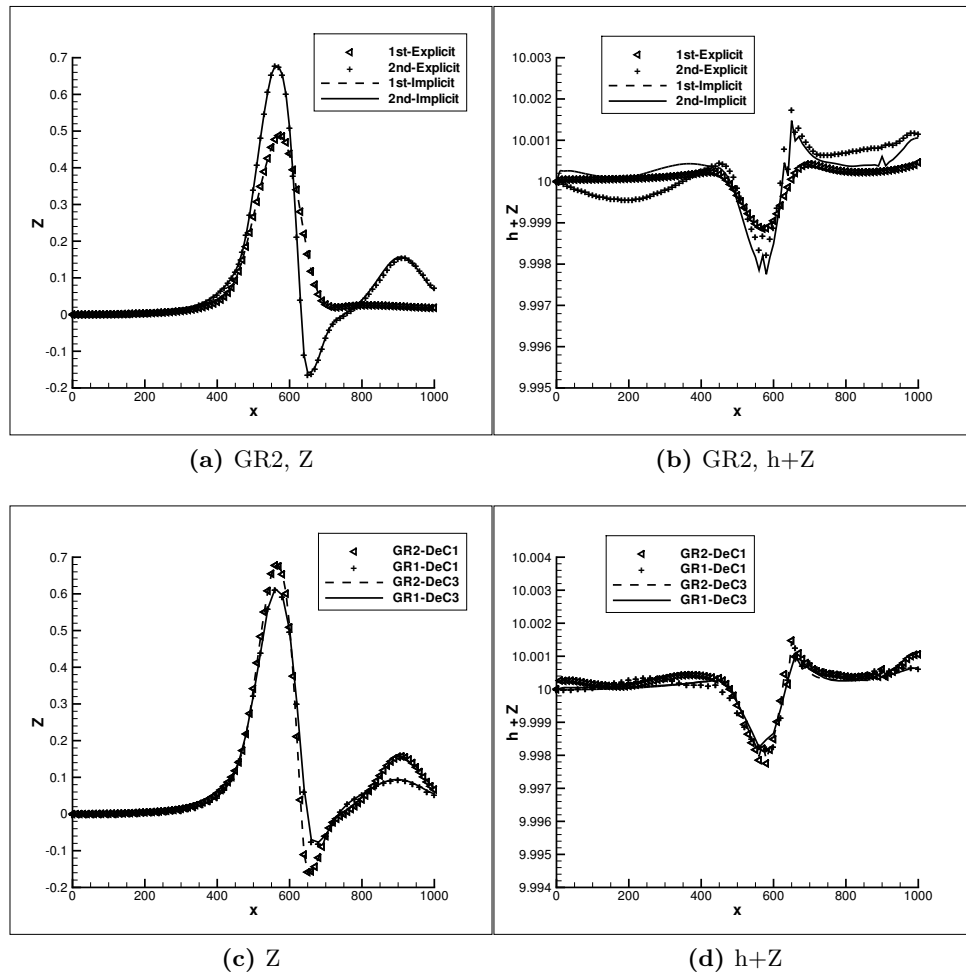 1st-Explicit
2nd-Explicit
1st-Implicit
2nd-Implicit
0.7
0.6
0.5
0.4
0.3
0.2
0.1
0
-0.1
-0.2
Z
0
200
400
600
800
1000
x
(a) GR2, Z
1st-Explicit
2nd-Explicit
1st-Implicit
2nd-Implicit
10.003
10.002
10.001
10
9.999
9.998
9.997
9.996
9.995
h + Z
0
200
400
600
800
1000
x
(b) GR2, h+Z
GR2-DeC1
GR1-DeC1
GR2-DeC3
GR1-DeC3
0.7
0.6
0.5
0.4
0.3
0.2
0.1
0
-0.1
-0.2
Z
0
200
400
600
800
1000
x
(c) Z
GR2-DeC1
GR1-DeC1
GR2-DeC3
GR1-DeC3
10.004
10.003
10.002
10.001
10
9.999
9.998
9.997
9.996
9.995
9.994
h + Z
0
200
400
600
800
1000
x
(d) h+Z